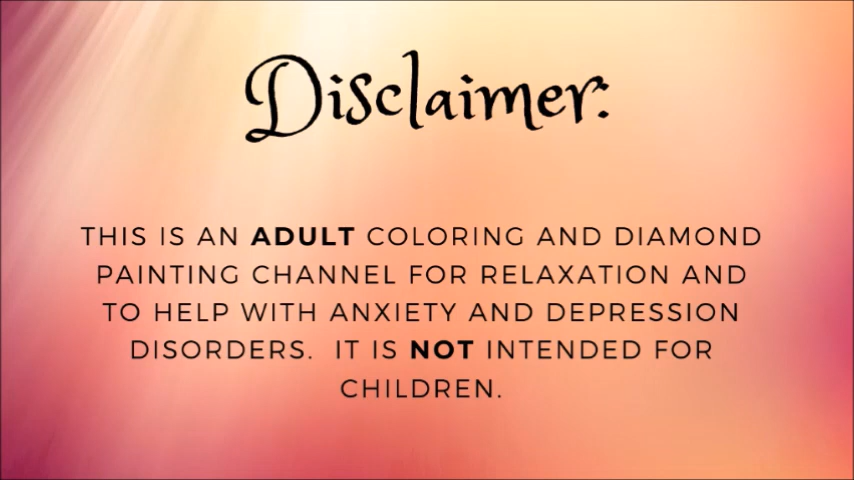 Disclaimer:
THIS IS AN ADULT COLORING AND DIAMOND
PAINTING CHANNEL FOR RELAXATION AND
TO HELP WITH ANXIETY AND DEPRESSION
DISORDERS. IT IS NOT INTENDED FOR
CHILDREN.